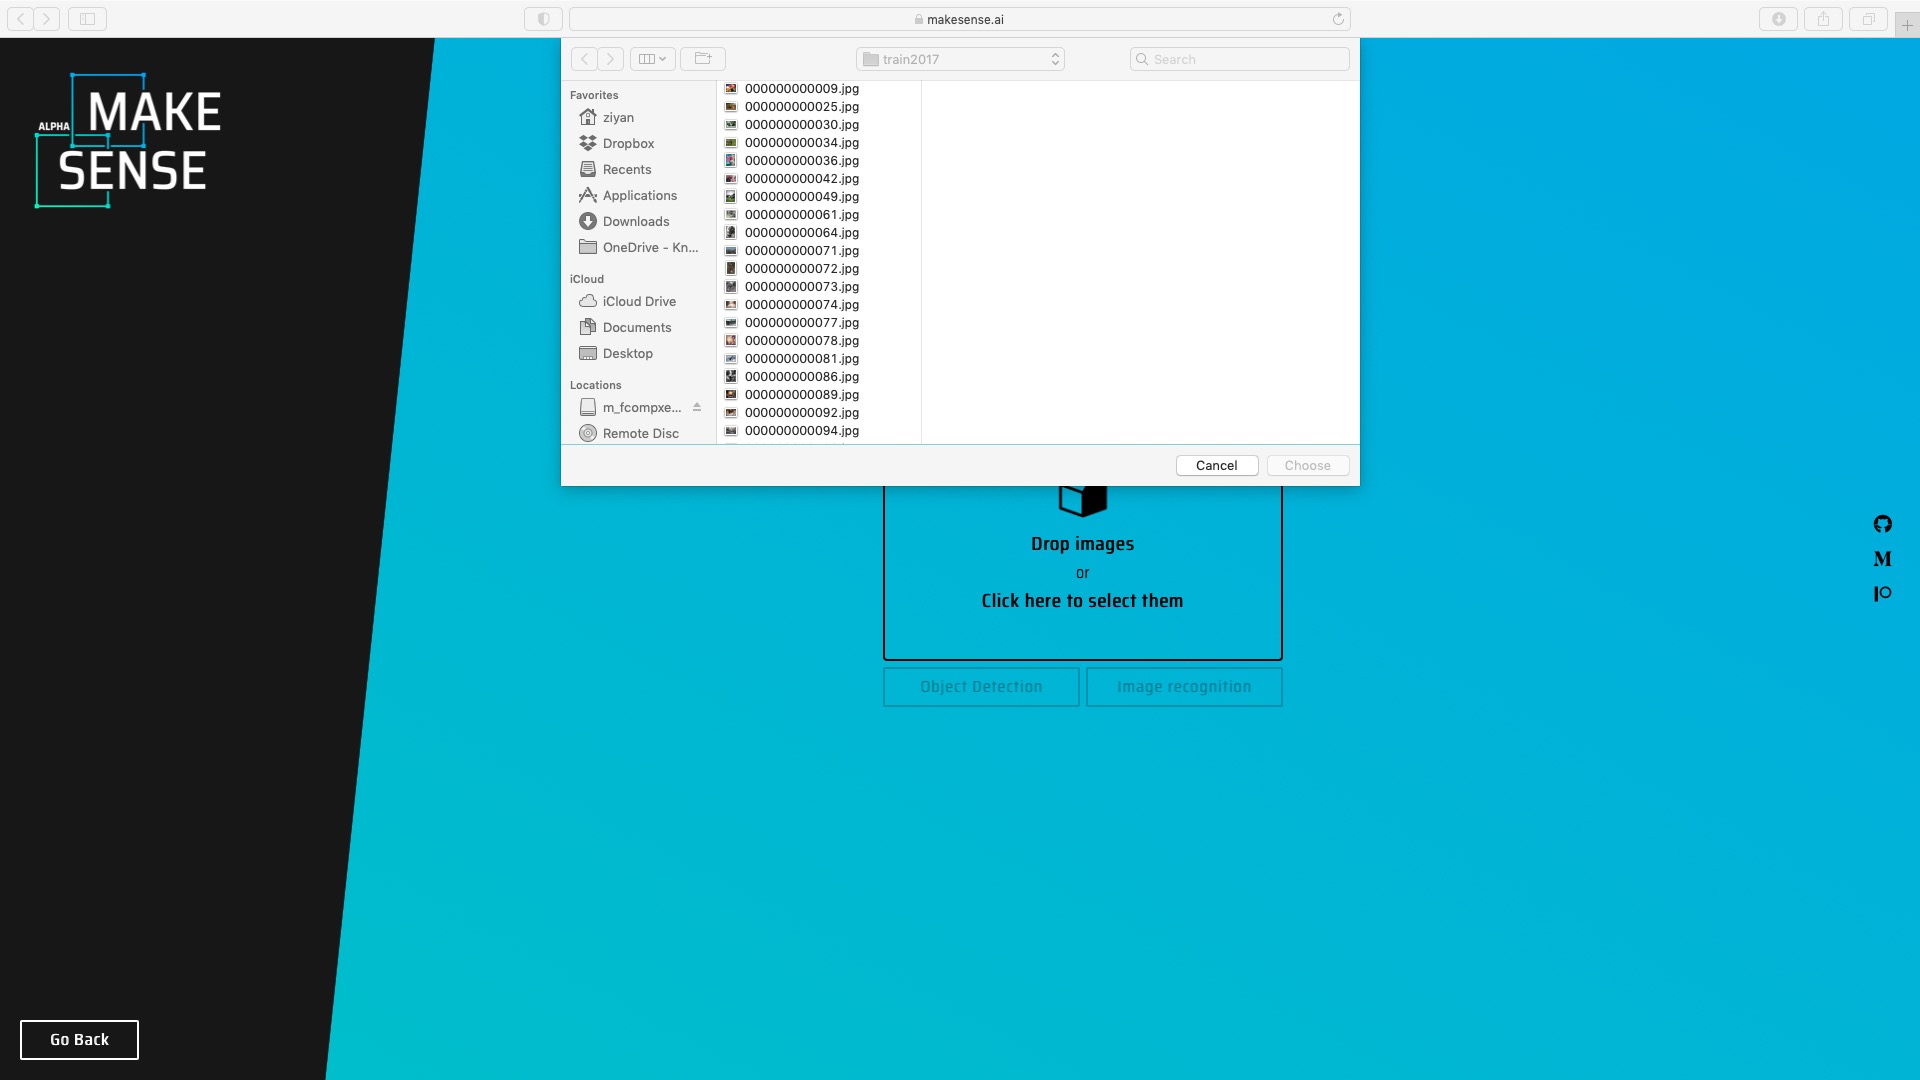 makesense.ai
train2017
Search
ALPHA
MAKE
SENSE
Favorites
ziyan
Dropbox
Recents
Applications
Downloads
OneDrive - Kn...
iCloud
iCloud Drive
Documents
Desktop
Locations
m_fcompxe...
Remote Disc
000000000009.jpg
000000000025.jpg
000000000030.jpg
000000000034.jpg
000000000036.jpg
000000000042.jpg
000000000049.jpg
000000000061.jpg
000000000064.jpg
000000000071.jpg
000000000072.jpg
000000000073.jpg
000000000074.jpg
000000000077.jpg
000000000078.jpg
000000000081.jpg
000000000086.jpg
000000000089.jpg
000000000092.jpg
000000000094.jpg
Cancel
Choose
Drop images
or
Click here to select them
Object Detection
Image recognition
M
Go Back